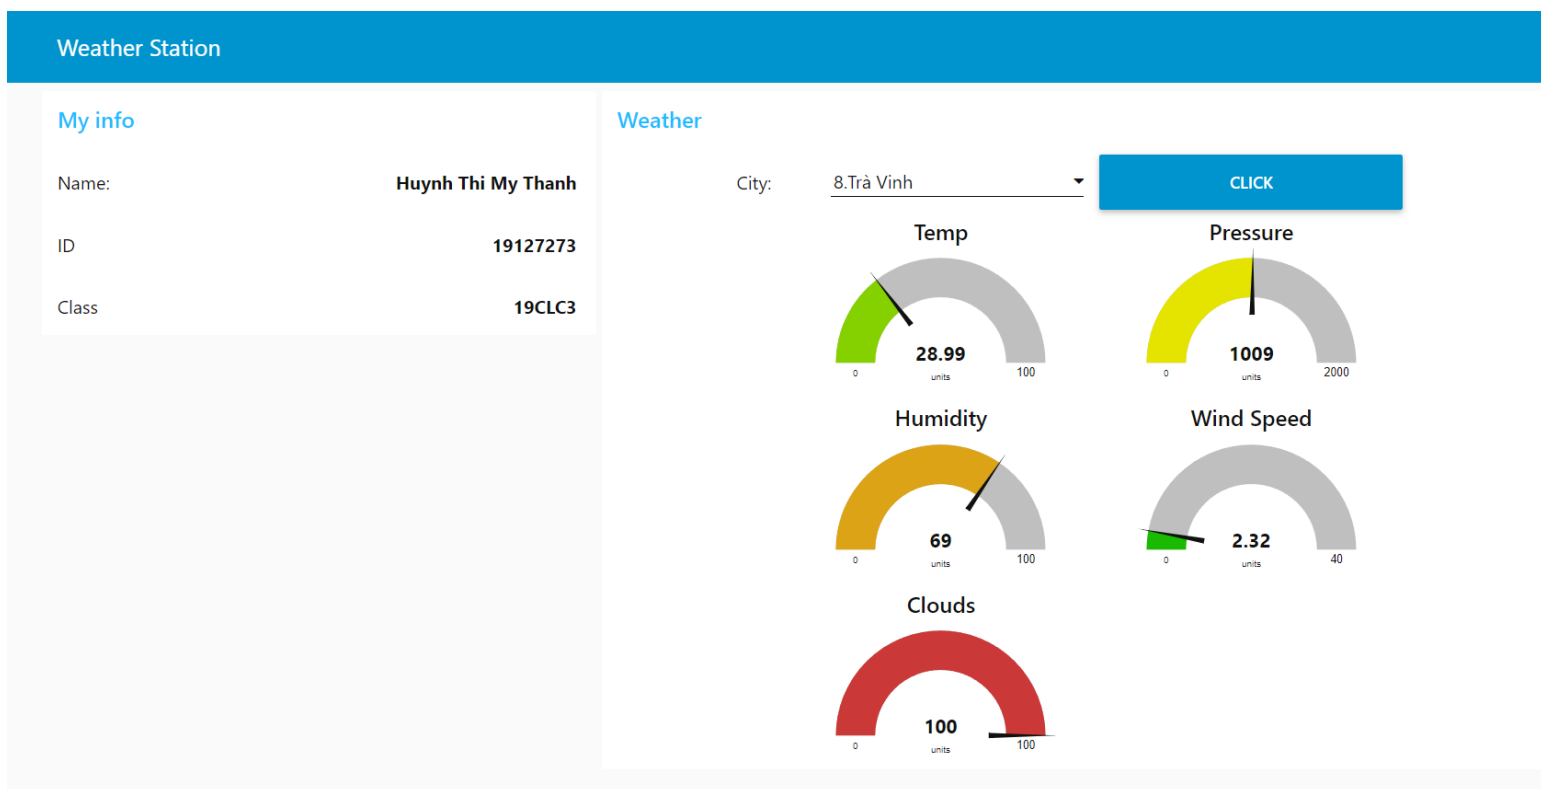 Weather Station
My info
Name: Huynh Thi My Thanh
ID 19127273
Class 19CLC3
Weather
City: 8.Trà Vinh CLICK
Temp
28.99
units
0 100
Pressure
1009
units
0 2000
Humidity
69
units
0 100
Wind Speed
2.32
units
0 40
Clouds
100
units
0 100